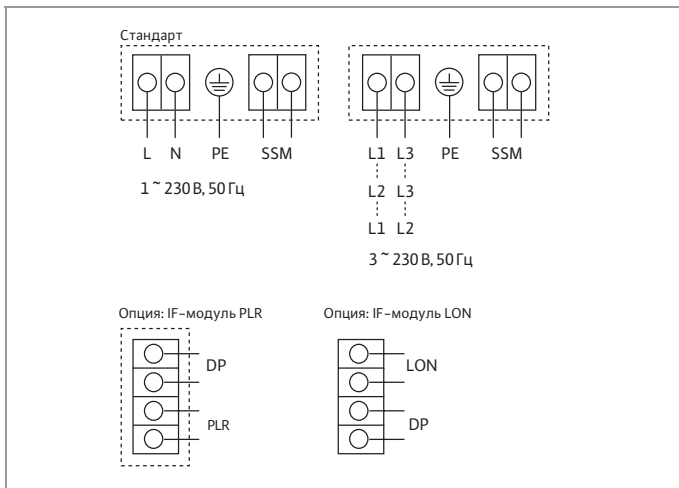 Стандарт
L N PE SSM
1 ~ 230 В, 50 Гц
L1 L3 PE SSM
L2 L3
L1 L2
3 ~ 230 В, 50 Гц
Опция: IF-модуль PLR
DP
PLR
Опция: IF-модуль LON
LON
DP